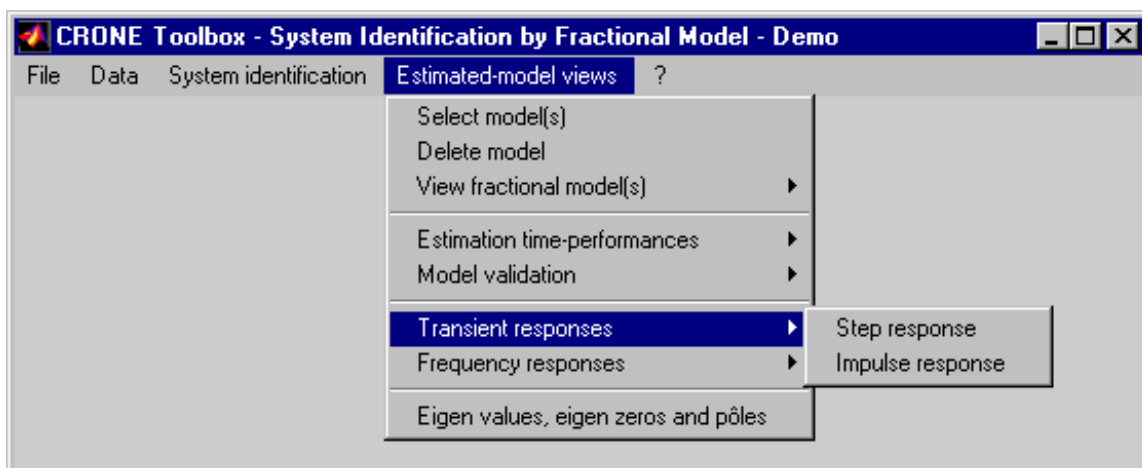 CRONE Toolbox - System Identification by Fractional Model - Demo
File Data System identification Estimated-model views ?
Select model(s)
Delete model
View fractional model(s)
Estimation time-performances
Model validation
Transient responses Step response
Frequency responses Impulse response
Eigen values, eigen zeros and pôles